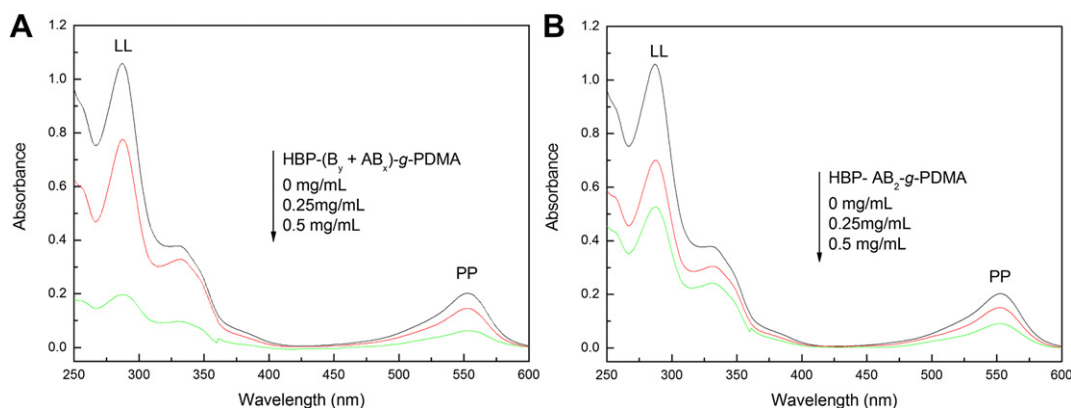 A
LL
HBP-(B_y + AB_x)-g-PDMA
0 mg/mL
0.25mg/mL
0.5 mg/mL
PP
1.2
1.0
0.8
0.6
0.4
0.2
0.0
Absorbance
250 300 350 400 450 500 550 600
Wavelength (nm)
B
LL
HBP- AB_2-g-PDMA
0 mg/mL
0.25mg/mL
0.5 mg/mL
PP
1.2
1.0
0.8
0.6
0.4
0.2
0.0
Absorbance
250 300 350 400 450 500 550 600
Wavelength (nm)